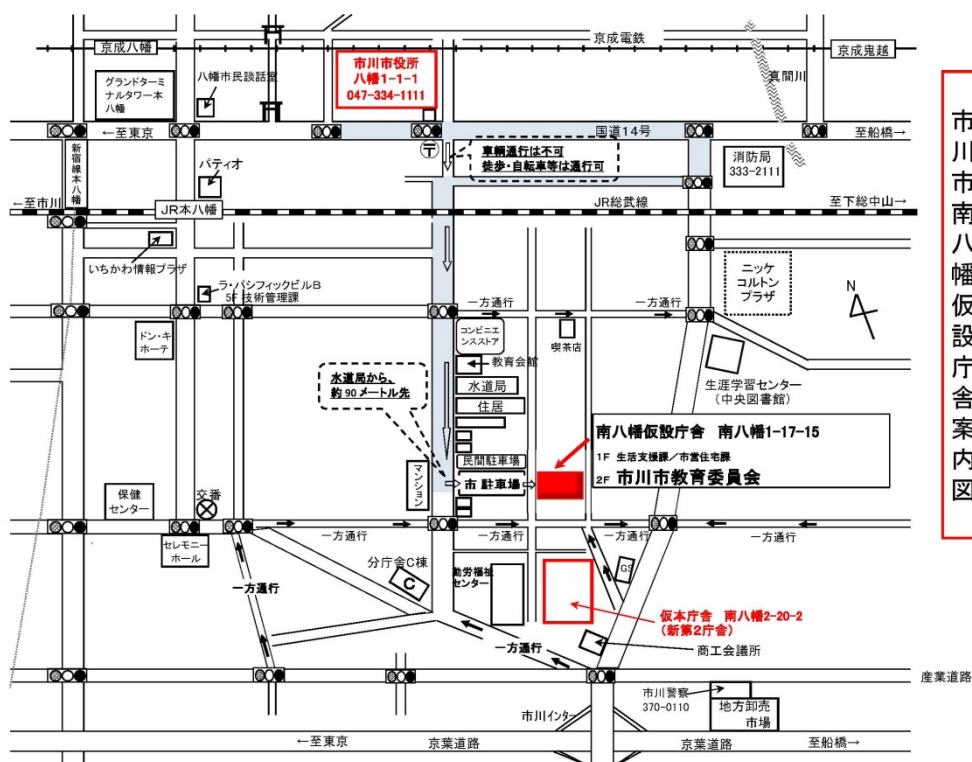 京成電鉄
京成八幡
京成鬼越
市川市役所
八幡1-1-1
047-334-1111
グランドターミ
ナルタワー本
八幡
八幡市民談話室
真間川
←至東京
国道14号
至船橋→
新宿線本八幡
パティオ
〒
車輌通行は不可
徒歩・自転車等は通行可
消防局
333-2111
←至市川
JR本八幡
JR総武線
至下総中山→
いちかわ情報プラザ
ラ・パシフィックビルB
5F 技術管理課
ニッケ
コルトン
プラザ
N
一方通行
一方通行
ドン・キ
ホーテ
コンビニエ
ンスストア
喫茶店
教育会館
水道局
住居
生涯学習センター
(中央図書館)
水道局から、
約90メートル先
南八幡仮設庁舎 南八幡1-17-15
1F 生活支援課/市営住宅課
2F 市川市教育委員会
民間駐車場
市 駐車場
マンション
保健
センター
交番
一方通行
一方通行
一方通行
一方通行
セレモニー
ホール
分庁舎C棟
C
勤労福祉
センター
GS
一方通行
仮本庁舎 南八幡2-20-2
(新第2庁舎)
一方通行
商工会議所
産業道路
市川警察
370-0110
地方卸売
市場
市川インター
←至東京
京葉道路
京葉道路
至船橋→
市川市南八幡仮設庁舎案内図